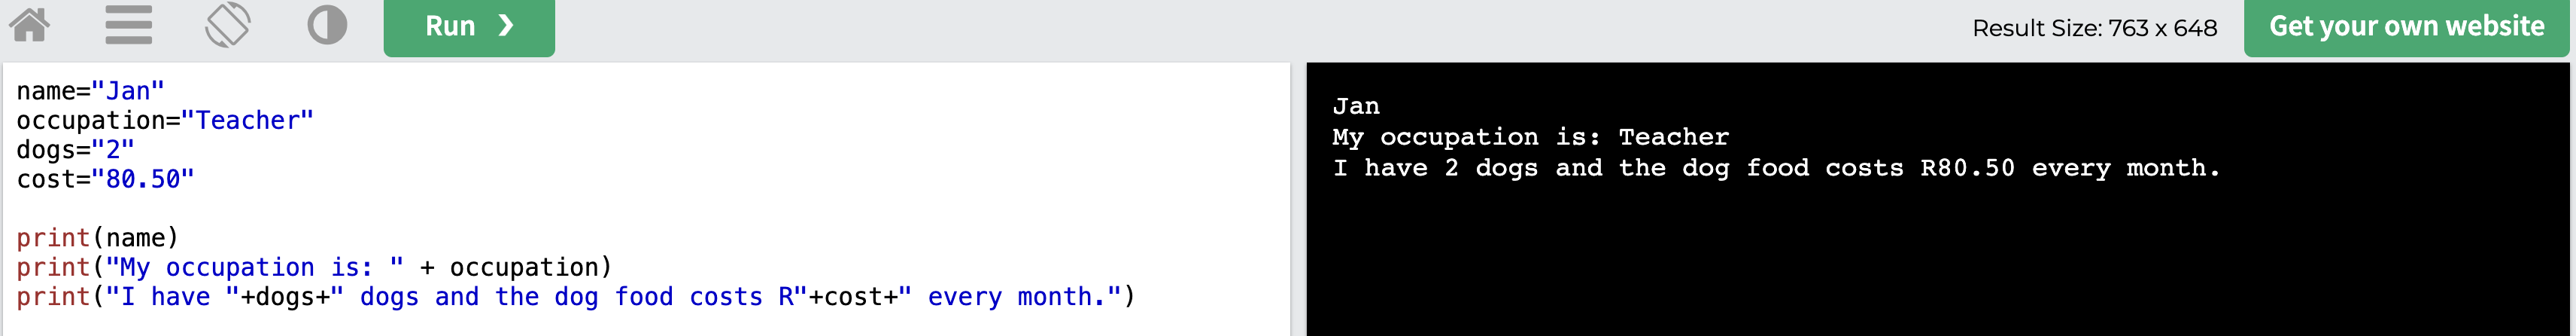 Run ❯
Result Size: 763 x 648
Get your own website
name="Jan"
occupation="Teacher"
dogs="2"
cost="80.50"
print(name)
print("My occupation is: " + occupation)
print("I have "+dogs+" dogs and the dog food costs R"+cost+" every month.")
Jan
My occupation is: Teacher
I have 2 dogs and the dog food costs R80.50 every month.